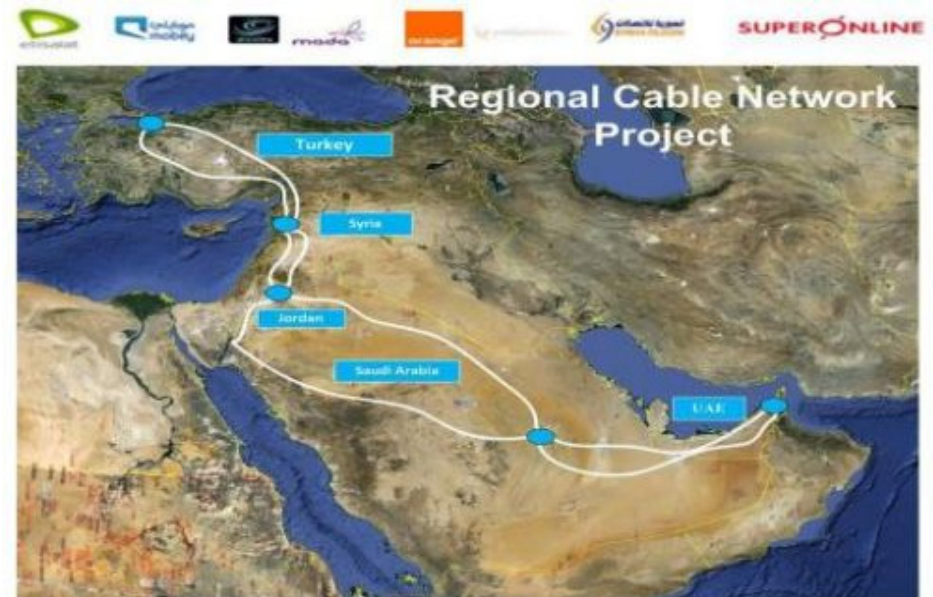 etisalat
موبايلي
mobily
mada
orange
SUPERONLINE
Regional Cable Network
Project
Turkey
Syria
Jordan
Saudi Arabia
UAE